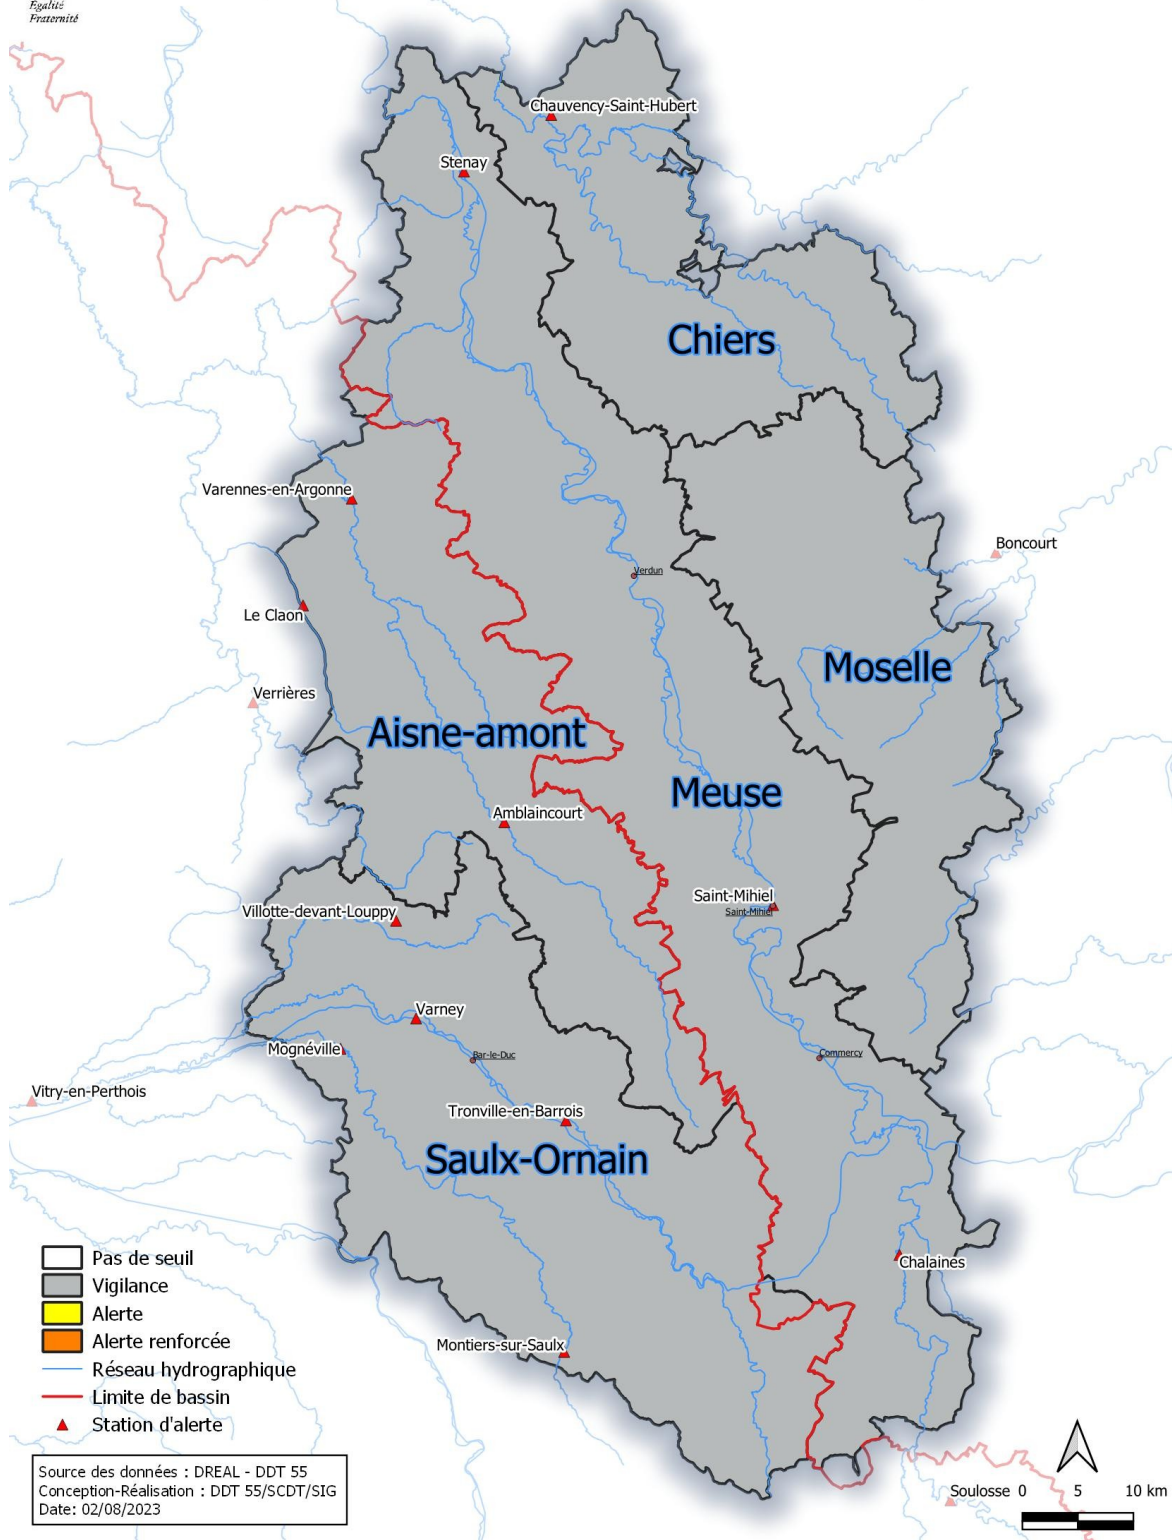 Égalité
Fraternité
Chauvency-Saint-Hubert
Stenay
Chiers
Varennes-en-Argonne
Boncourt
Verdun
Le Claon
Moselle
Verrières
Aisne-amont
Meuse
Amblaincourt
Saint-Mihiel
Saint-Mihiel
Villotte-devant-Louppy
Varney
Mognéville
Bar-le-Duc
Commercy
Vitry-en-Perthois
Tronville-en-Barrois
Saulx-Ornain
Chalaines
Montiers-sur-Saulx
Pas de seuil
Vigilance
Alerte
Alerte renforcée
Réseau hydrographique
Limite de bassin
Station d'alerte
Source des données : DREAL - DDT 55
Conception-Réalisation : DDT 55/SCDT/SIG
Date: 02/08/2023
Soulosse
0 5 10 km